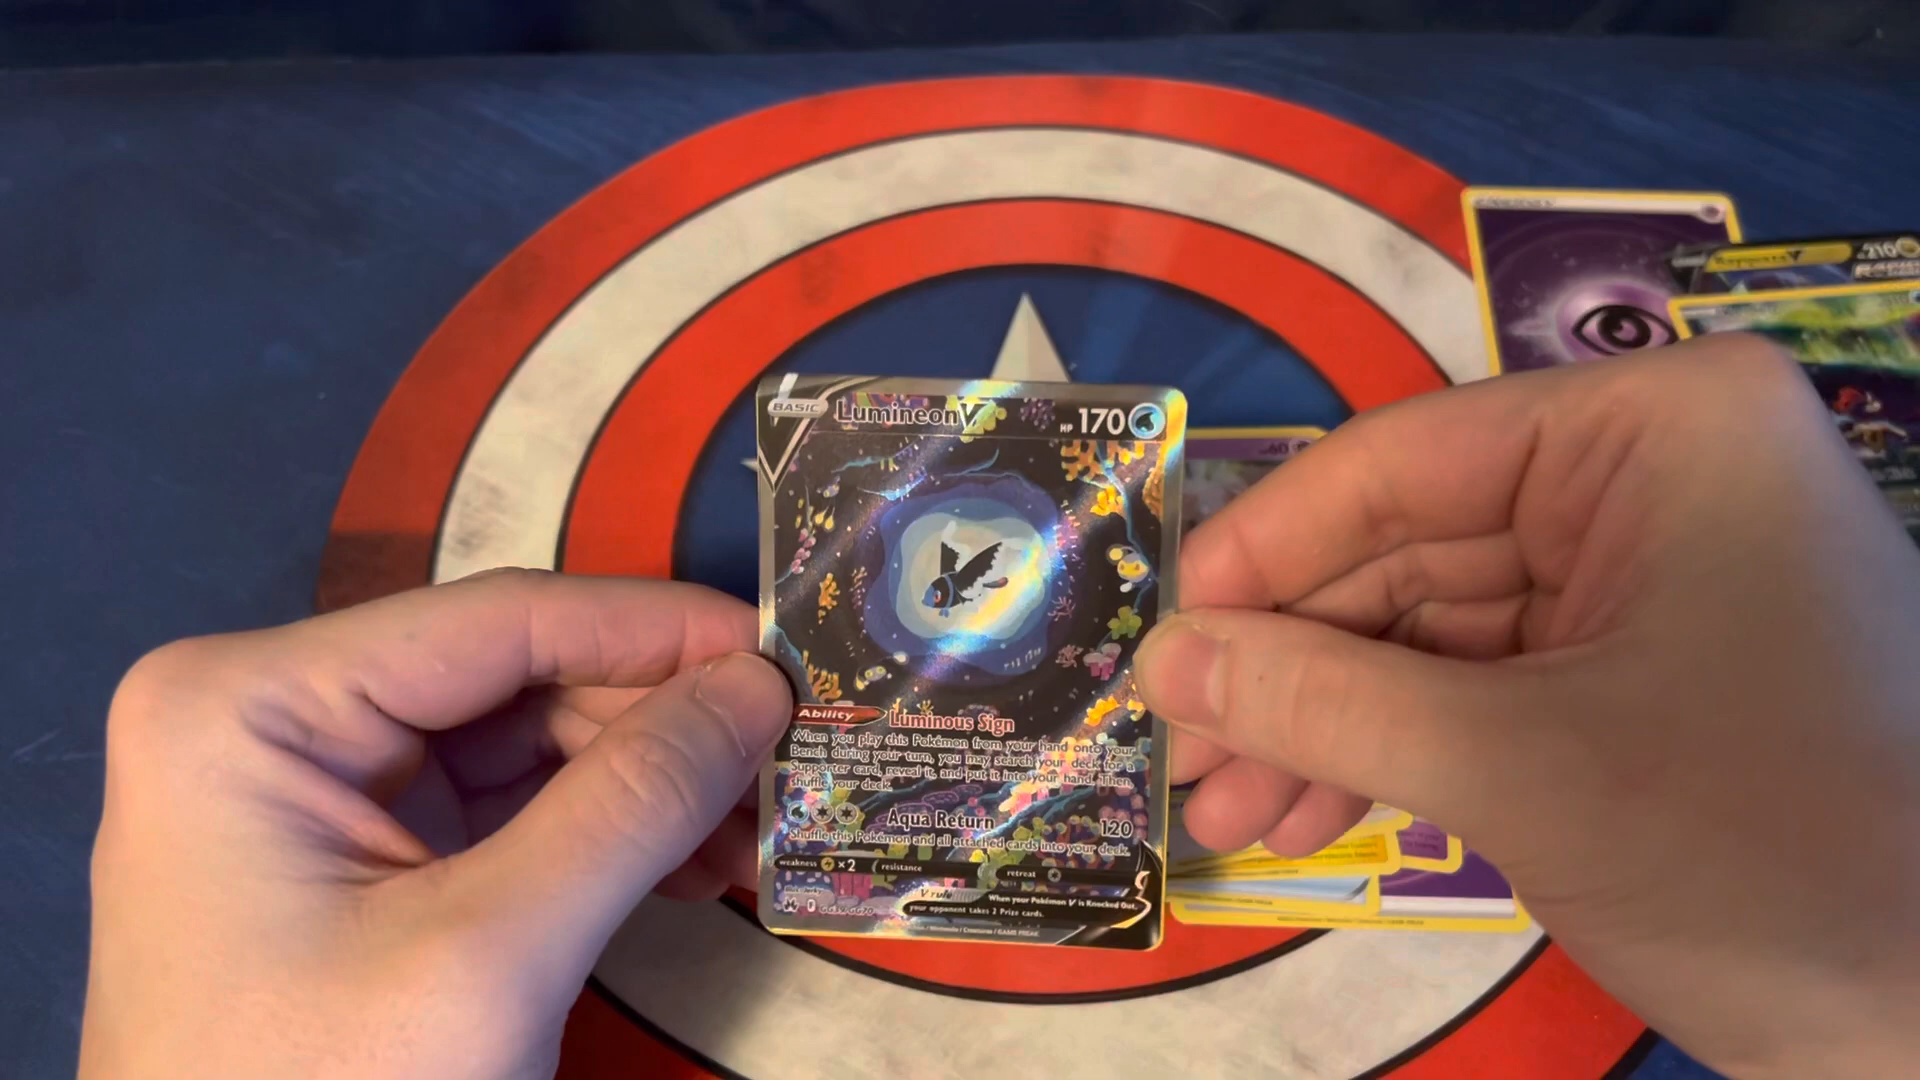 BASIC LumineonV HP 170
Ability Luminous Sign
When you play this Pokémon from your hand onto your
Bench during your turn, you may search your deck for a
Supporter card, reveal it, and put it into your hand. Then,
shuffle your deck.
Aqua Return 120
Shuffle this Pokémon and all attached cards into your deck.
weakness ×2 resistance retreat
V rule When your Pokémon V is Knocked Out,
your opponent takes 2 Prize cards.
210
60